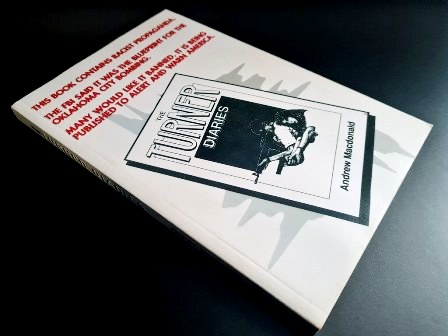 THIS BOOK CONTAINS RACIST PROPAGANDA.
THE FBI SAID IT WAS THE BLUEPRINT FOR THE
OKLAHOMA CITY BOMBING.
MANY WOULD LIKE IT BANNED. IT IS BEING
PUBLISHED TO ALERT AND WARN AMERICA.
THE
TURNER
DIARIES
Andrew Macdonald